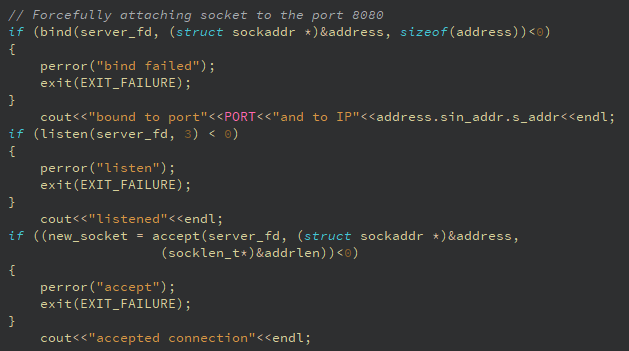 // Forcefully attaching socket to the port 8080
if (bind(server_fd, (struct sockaddr *)&address, sizeof(address))<0)
{
    perror("bind failed");
    exit(EXIT_FAILURE);
}
    cout<<"bound to port"<<PORT<<"and to IP"<<address.sin_addr.s_addr<<endl;
if (listen(server_fd, 3) < 0)
{
    perror("listen");
    exit(EXIT_FAILURE);
}
    cout<<"listened"<<endl;
if ((new_socket = accept(server_fd, (struct sockaddr *)&address,
                   (socklen_t*)&addrlen))<0)
{
    perror("accept");
    exit(EXIT_FAILURE);
}
    cout<<"accepted connection"<<endl;